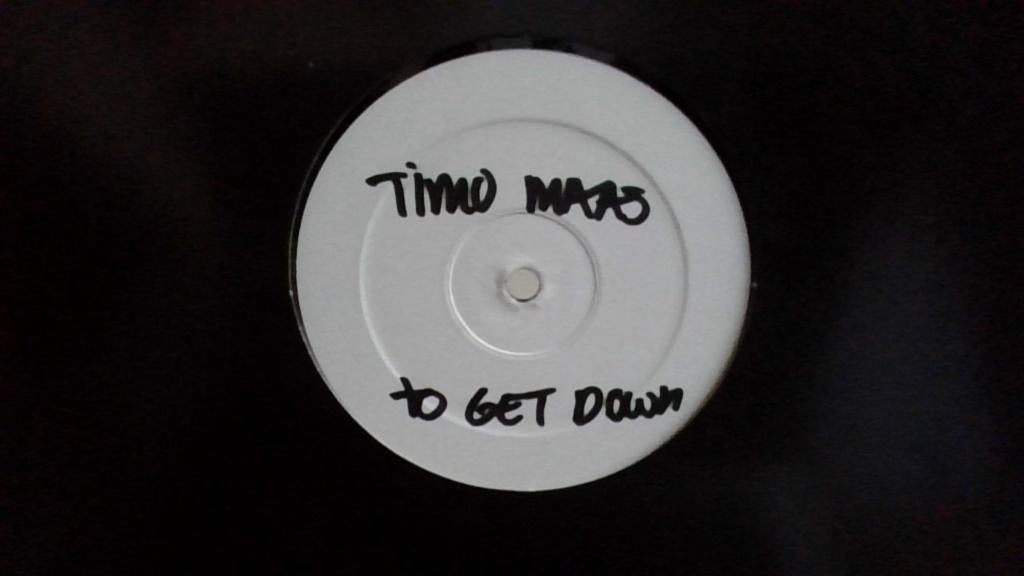 Timo MAAS
to GET DOWN